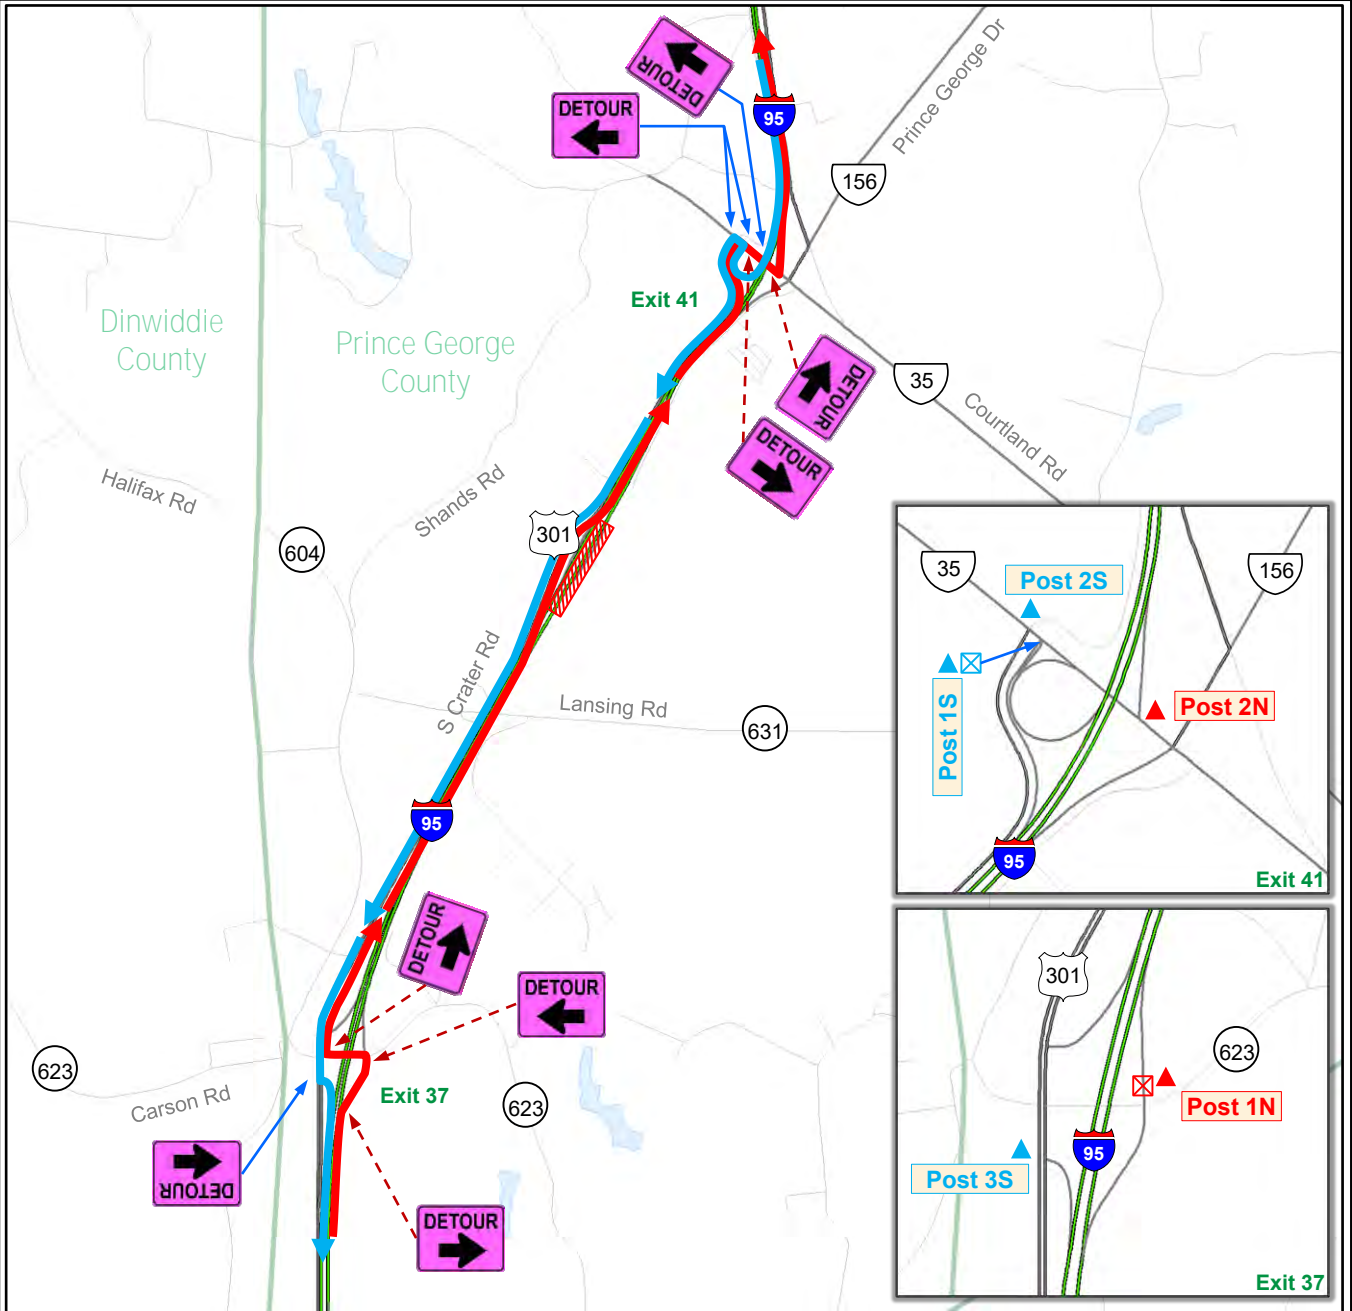 DETOUR
DETOUR
95
Prince George Dr
156
Exit 41
Dinwiddie
County
Prince George
County
DETOUR
35
DETOUR
Courtland Rd
Halifax Rd
Shands Rd
301
604
35
Post 2S
156
Post 1S
Post 2N
95
Exit 41
S Crater Rd
Lansing Rd
631
95
DETOUR
DETOUR
301
623
Post 1N
95
Post 3S
Exit 37
623
Carson Rd
Exit 37
623
DETOUR
DETOUR